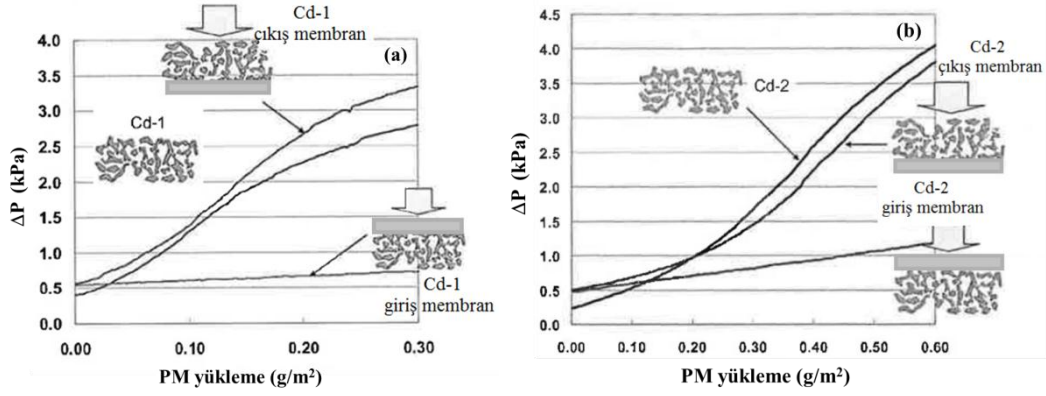 Cd-1
çıkış membran
(a)
4.0
3.5
3.0
2.5
2.0
1.5
1.0
0.5
0.0
ΔP (kPa)
Cd-1
Cd-1
giriş membran
0.00
0.10
0.20
0.30
PM yükleme (g/m²)
(b)
4.5
4.0
3.5
3.0
2.5
2.0
1.5
1.0
0.5
0.0
ΔP (kPa)
Cd-2
Cd-2
çıkış membran
Cd-2
giriş membran
0.00
0.10
0.20
0.30
0.40
0.50
0.60
PM yükleme (g/m²)